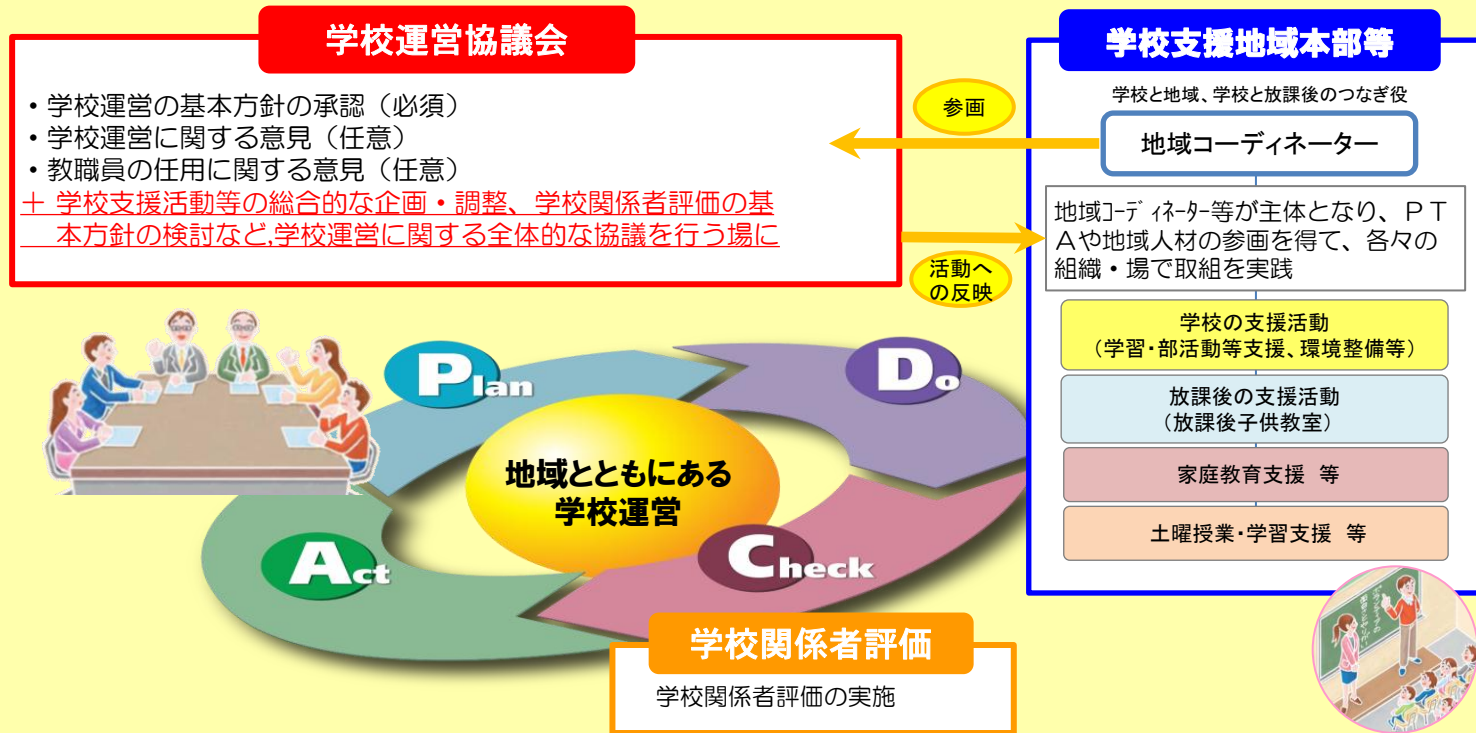 学校運営協議会
・学校運営の基本方針の承認（必須）
・学校運営に関する意見（任意）
・教職員の任用に関する意見（任意）
＋ 学校支援活動等の総合的な企画・調整、学校関係者評価の基
本方針の検討など,学校運営に関する全体的な協議を行う場に
参画
活動へ
の反映
学校支援地域本部等
学校と地域、学校と放課後のつなぎ役
地域コーディネーター
地域ｺｰﾃﾞｨﾈｰﾀｰ等が主体となり、ＰＴ
Ａや地域人材の参画を得て、各々の
組織・場で取組を実践
学校の支援活動
（学習・部活動等支援、環境整備等）
放課後の支援活動
（放課後子供教室）
家庭教育支援 等
土曜授業・学習支援 等
Plan
Do
地域とともにある
学校運営
Act
Check
学校関係者評価
学校関係者評価の実施